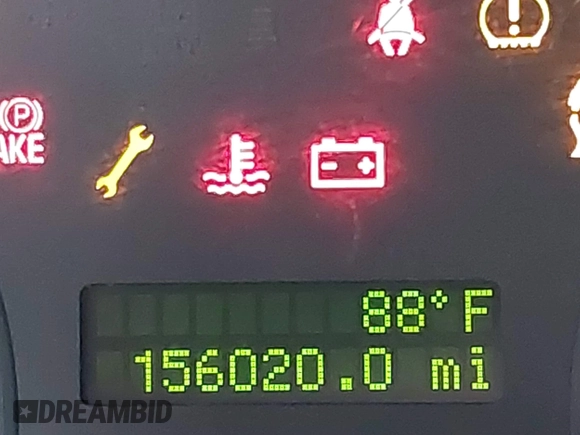 (P)
AKE
88°F
156020.0 mi
DREAMBID